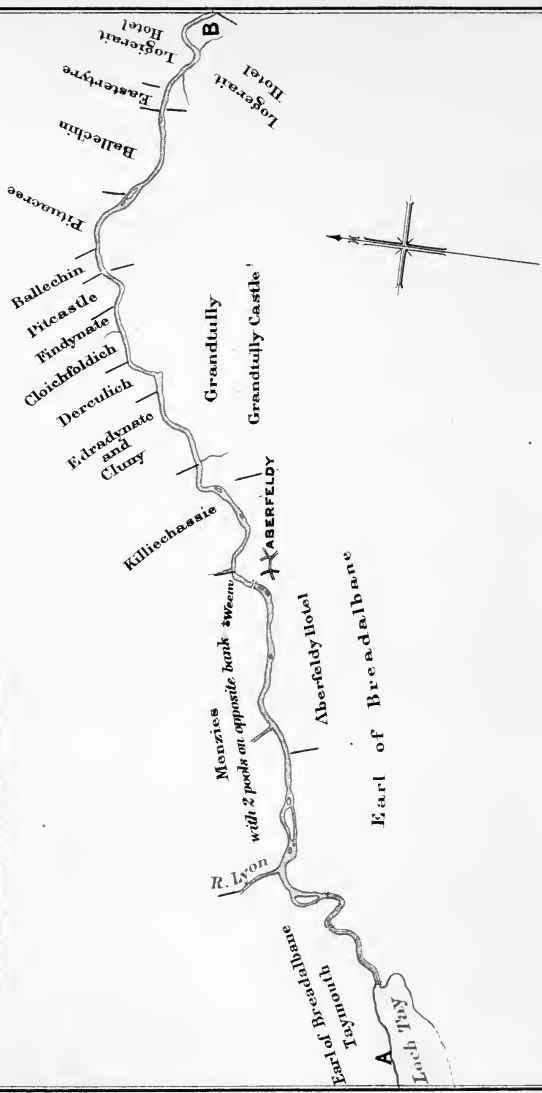 Logierait
Hotel
B
Logerait
Hotel
Eastertyre
Ballechin
Pitnacree
Ballechin
Pitcastle
Findynate
Cloichfoldich
Derculich
Edradynate
and
Cluny
Grandtully
Grandtully Castle
Killiechassie
ABERFELDY
Weem
Menzies
with 2 pools on opposite bank
Aberfeldy Hotel
Earl of Breadalbane
R. Lyon
Earl of Breadalbane
Taymouth
A
Loch Tay